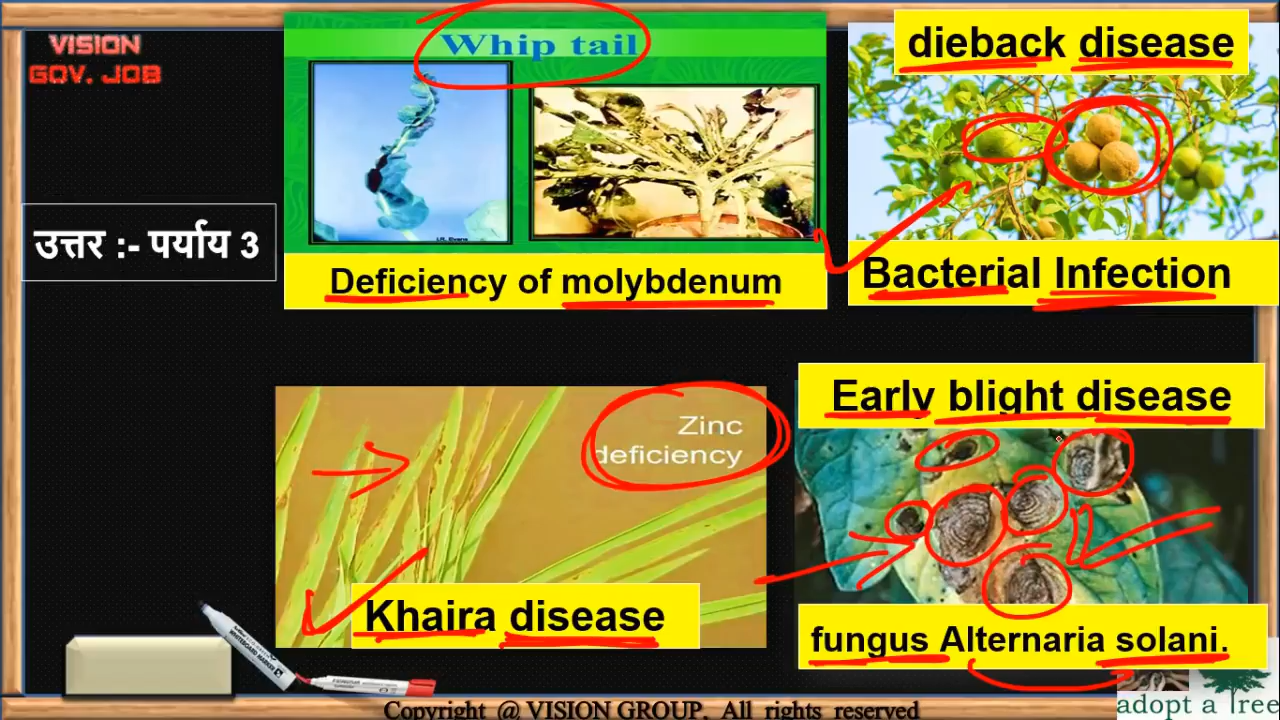 VISION
GOV. JOB
Whip tail
dieback disease
उत्तर :- पर्याय 3
Deficiency of molybdenum
Bacterial Infection
Early blight disease
Zinc
deficiency
Khaira disease
fungus Alternaria solani.
adopt a Tree
Copyright @ VISION GROUP. All rights reserved